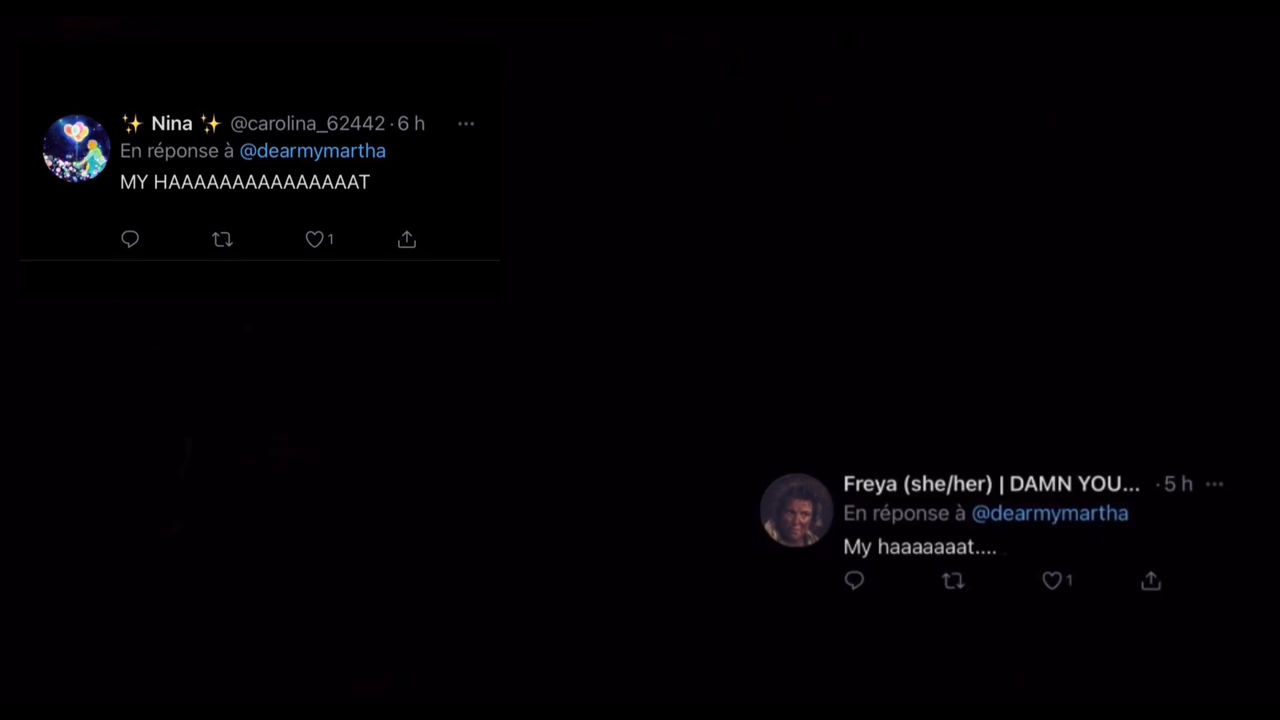 ✨ Nina ✨ @carolina_62442 · 6 h
En réponse à @dearmymartha
MY HAAAAAAAAAAAAAAAT
1
Freya (she/her) | DAMN YOU... · 5 h
En réponse à @dearmymartha
My haaaaaaat....
1